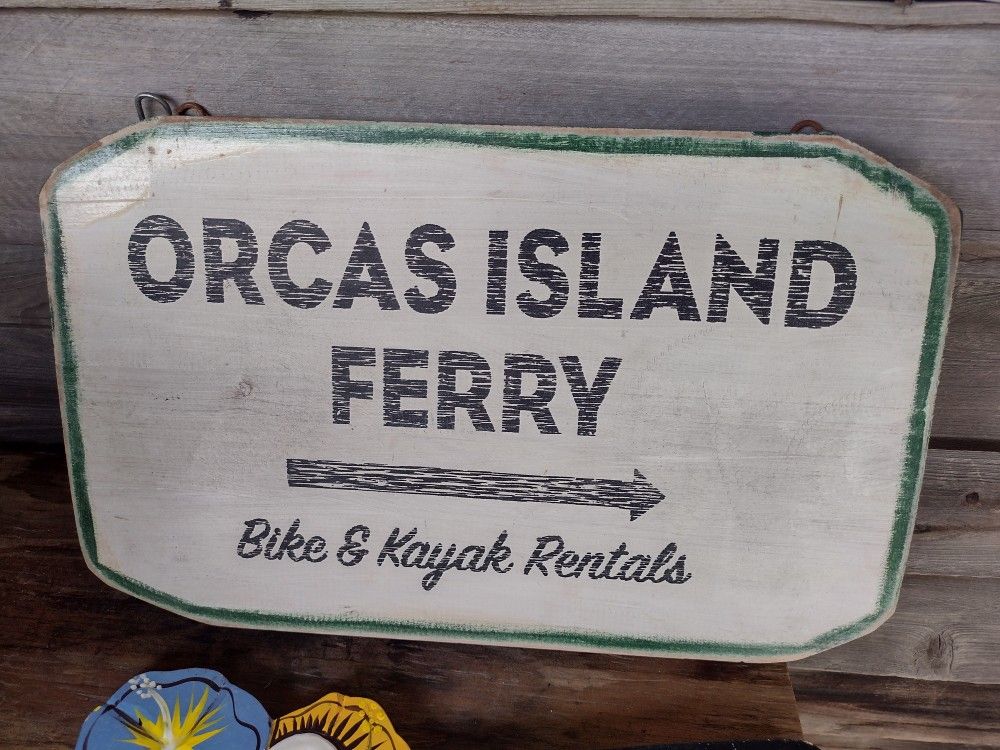 ORCAS ISLAND
FERRY
Bike & Kayak Rentals